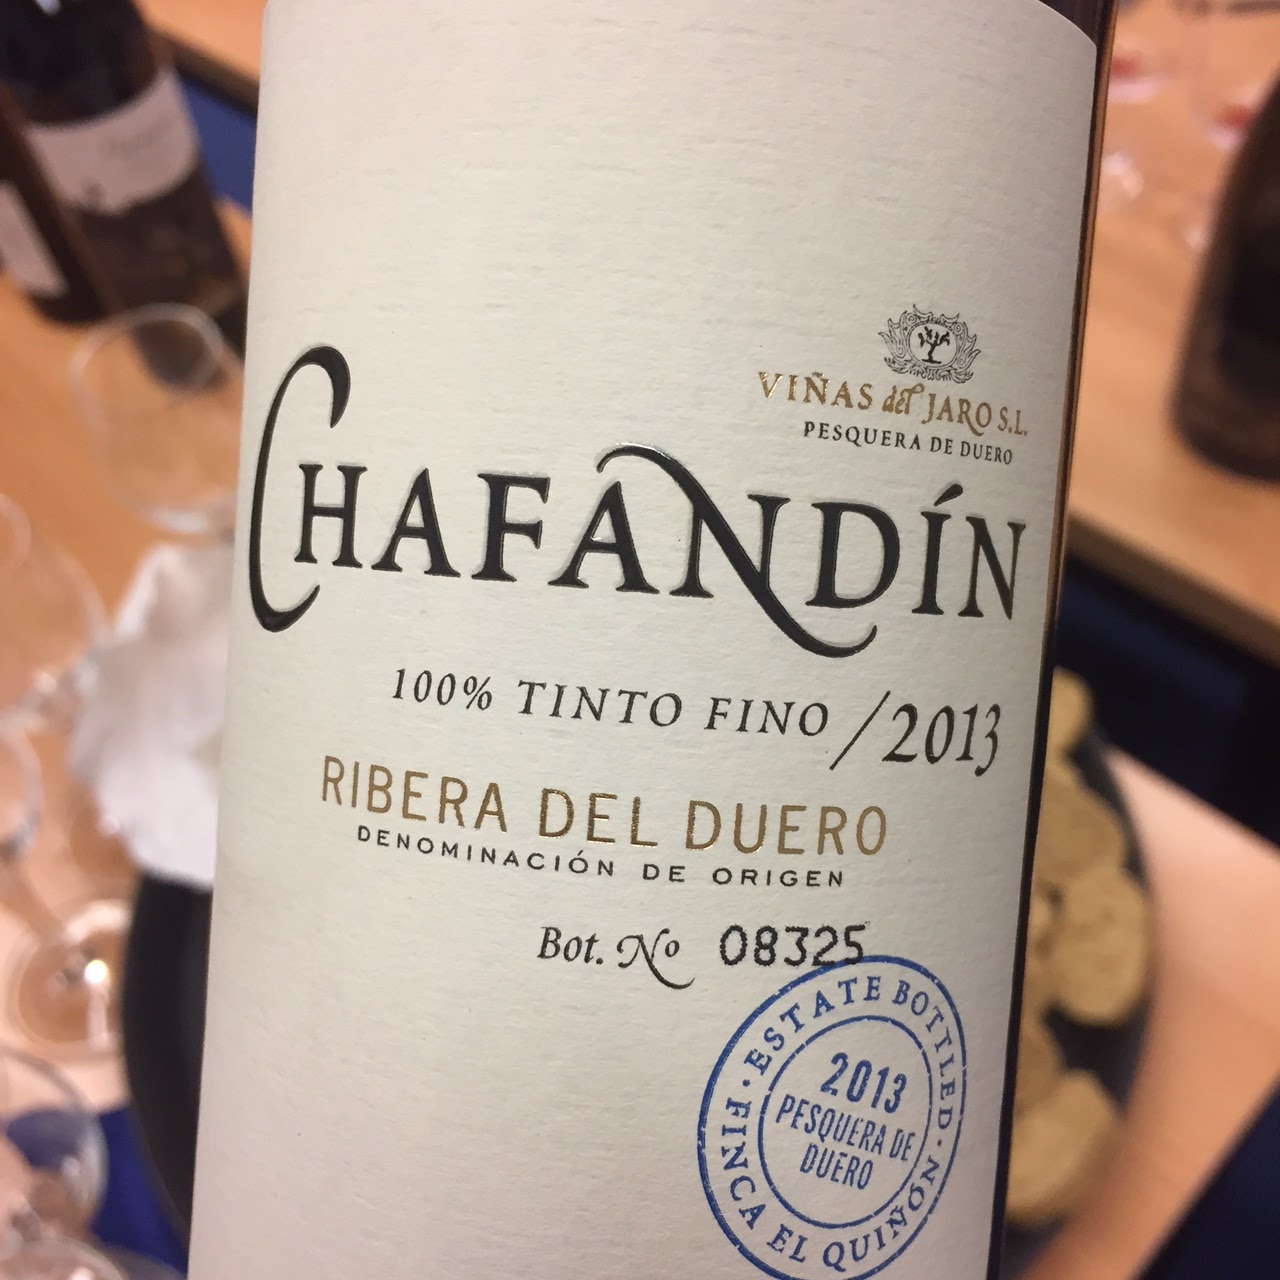 VIÑAS del JARO S.L.
PESQUERA DE DUERO
CHAFANDÍN
100% TINTO FINO / 2013
RIBERA DEL DUERO
DENOMINACIÓN DE ORIGEN
Bot. Nº 08325
· ESTATE BOTTLED ·
2013
PESQUERA DE
DUERO
FINCA EL QUIÑÓN